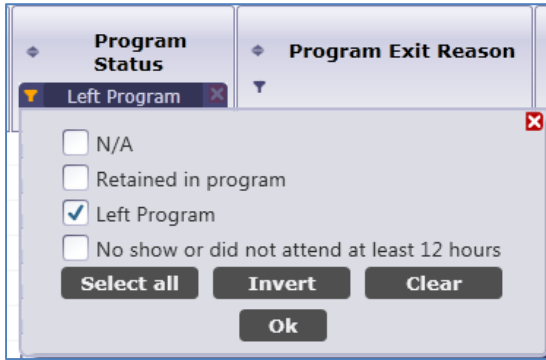 Program
Status
Program Exit Reason
Left Program
N/A
Retained in program
Left Program
No show or did not attend at least 12 hours
Select all Invert Clear
Ok